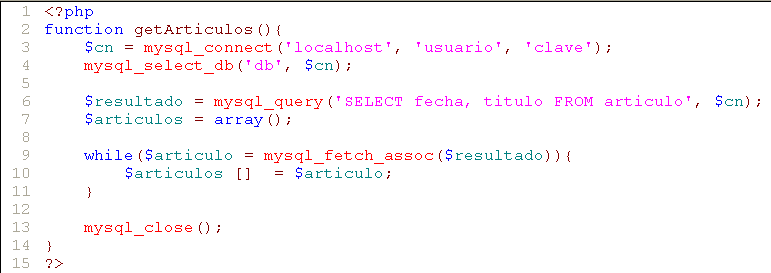 1 <?php
2 function getArticulos(){
3     $cn = mysql_connect('localhost', 'usuario', 'clave');
4     mysql_select_db('db', $cn);
5
6     $resultado = mysql_query('SELECT fecha, titulo FROM articulo', $cn);
7     $articulos = array();
8
9     while($articulo = mysql_fetch_assoc($resultado)){
10         $articulos []  = $articulo;
11     }
12
13     mysql_close();
14 }
15 ?>